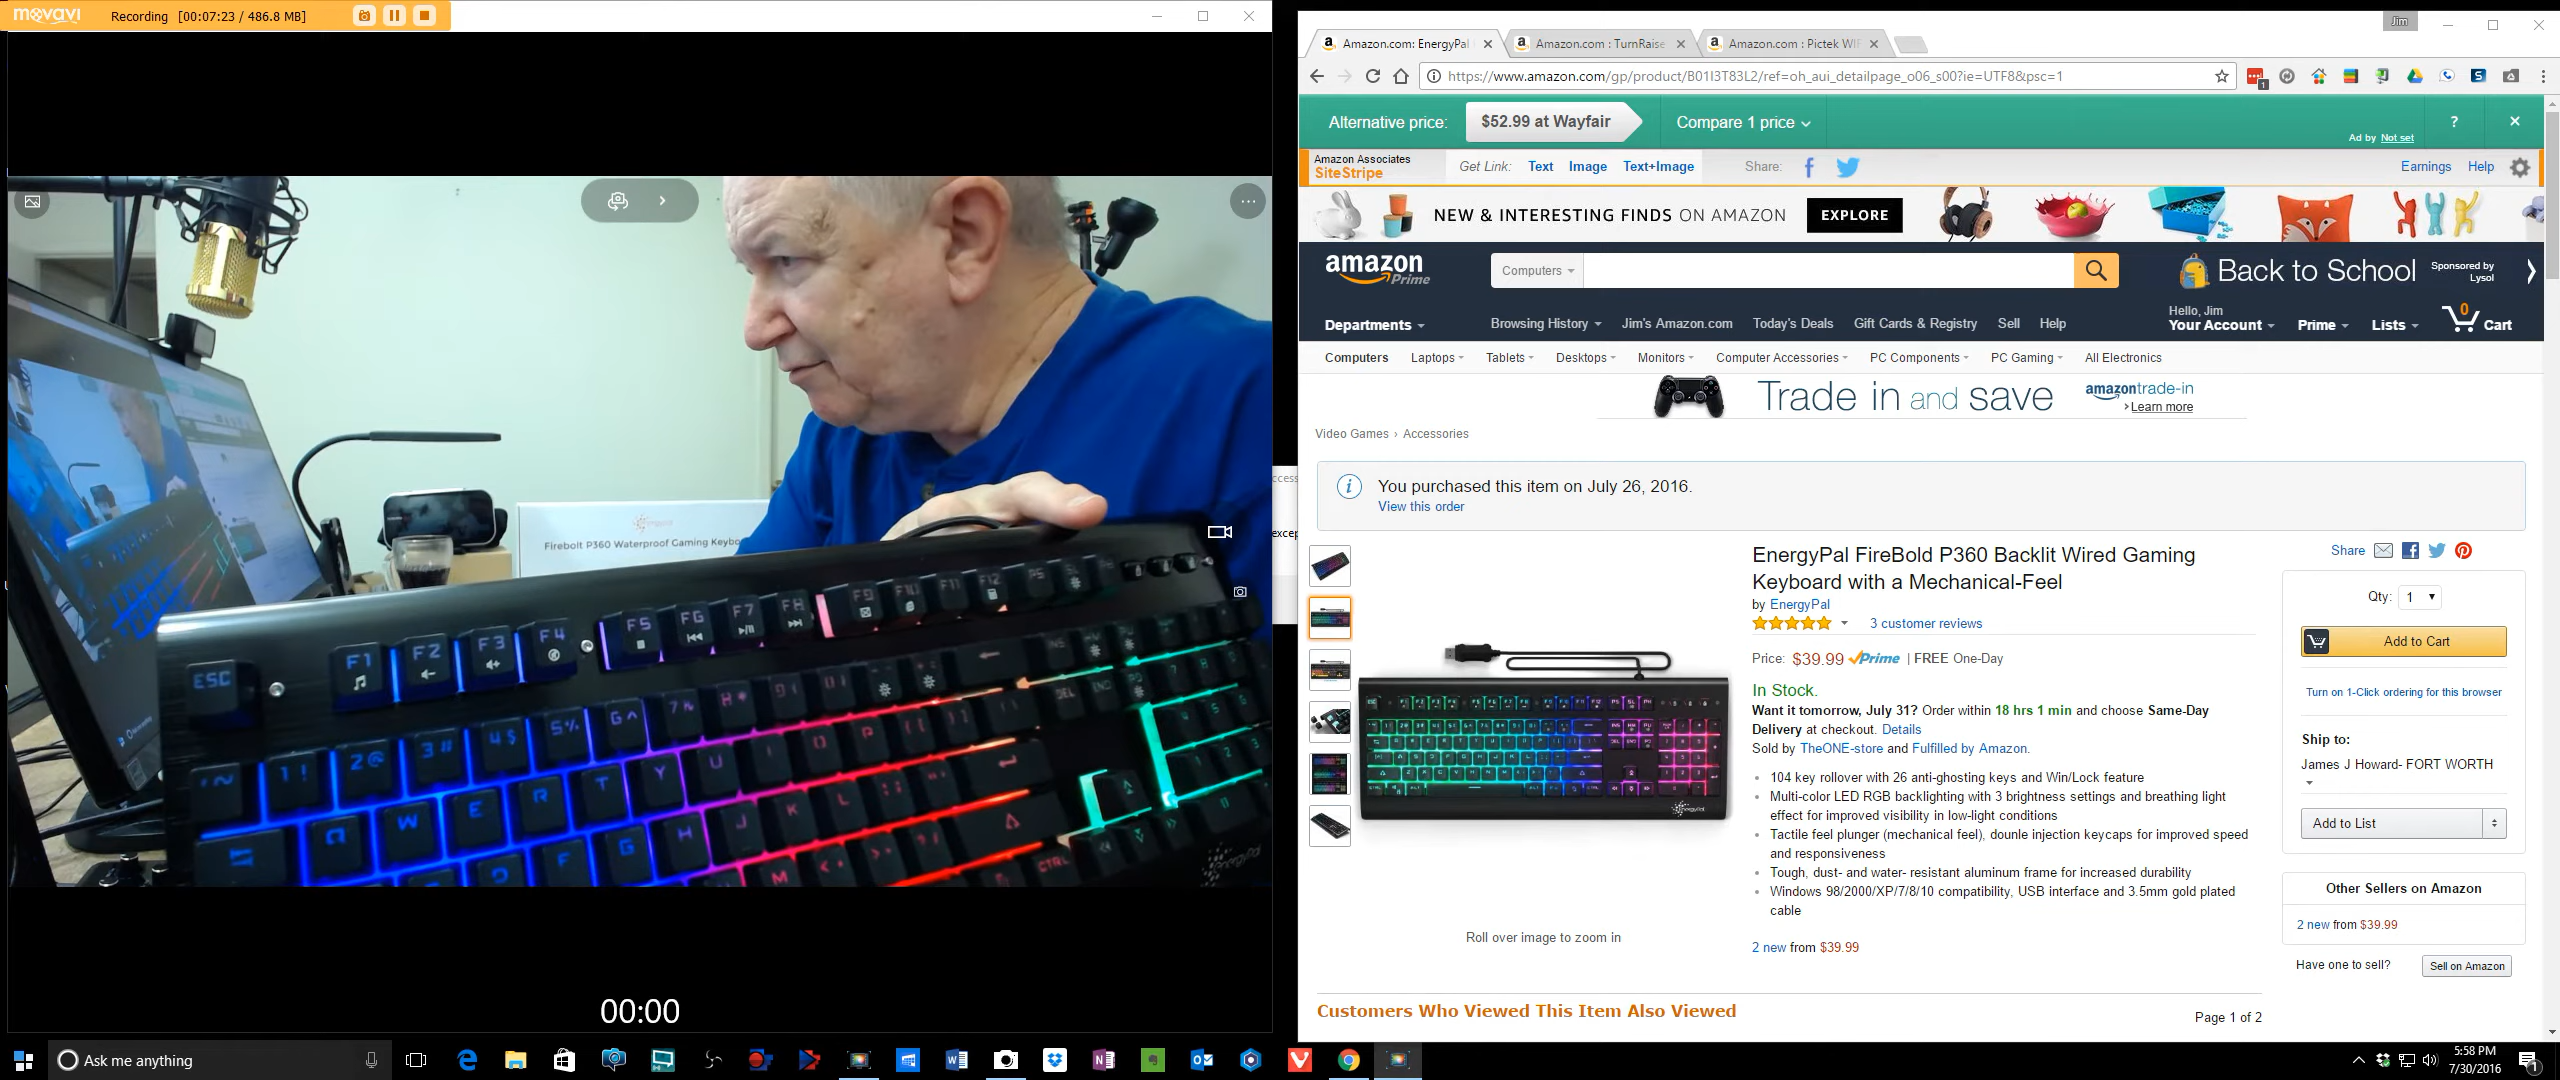 movavi
Recording [00:07:23 / 486.8 MB]
Firebolt P360 Waterproof Gaming Keybo
ESC
F1
F2
F3
F4
F5
F6
F7
F8
F9
F10
F11
F12
DEL
Q
W
E
R
T
Y
U
G
H
J
K
L
CTRL
00:00
Jim
Amazon.com: EnergyPal
Amazon.com : TurnRaise
Amazon.com : Pictek WI
https://www.amazon.com/gp/product/B01I3T83L2/ref=oh_aui_detailpage_o06_s00?ie=UTF8&psc=1
Alternative price:
$52.99 at Wayfair
Compare 1 price
?
Ad by Not set
Amazon Associates
SiteStripe
Get Link: Text Image Text+Image
Share:
Earnings Help
NEW & INTERESTING FINDS ON AMAZON
EXPLORE
amazon
Prime
Computers
Back to School
Sponsored by
Lysol
Departments
Browsing History Jim's Amazon.com Today's Deals Gift Cards & Registry Sell Help
Hello, Jim
Your Account Prime Lists 0 Cart
Computers Laptops Tablets Desktops Monitors Computer Accessories PC Components PC Gaming All Electronics
Trade in and save
amazontrade-in
› Learn more
Video Games › Accessories
You purchased this item on July 26, 2016.
View this order
EnergyPal FireBold P360 Backlit Wired Gaming
Keyboard with a Mechanical-Feel
by EnergyPal
3 customer reviews
Price: $39.99 Prime | FREE One-Day
In Stock.
Want it tomorrow, July 31? Order within 18 hrs 1 min and choose Same-Day
Delivery at checkout. Details
Sold by TheONE-store and Fulfilled by Amazon.
• 104 key rollover with 26 anti-ghosting keys and Win/Lock feature
• Multi-color LED RGB backlighting with 3 brightness settings and breathing light
effect for improved visibility in low-light conditions
• Tactile feel plunger (mechanical feel), dounle injection keycaps for improved speed
and responsiveness
• Tough, dust- and water- resistant aluminum frame for increased durability
• Windows 98/2000/XP/7/8/10 compatibility, USB interface and 3.5mm gold plated
cable
Roll over image to zoom in
2 new from $39.99
Share
Qty: 1
Add to Cart
Turn on 1-Click ordering for this browser
Ship to:
James J Howard- FORT WORTH
Add to List
Other Sellers on Amazon
2 new from $39.99
Have one to sell?
Sell on Amazon
Customers Who Viewed This Item Also Viewed
Page 1 of 2
Ask me anything
5:58 PM
7/30/2016